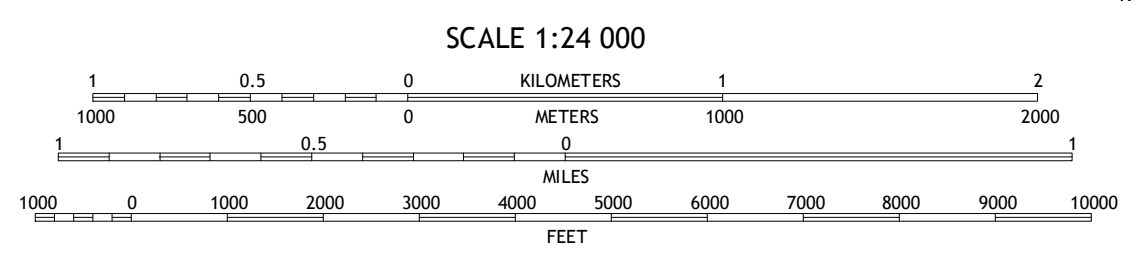 SCALE 1:24 000
1 0.5 0 KILOMETERS 1 2
1000 500 0 METERS 1000 2000
1 0.5 0 1
MILES
1000 0 1000 2000 3000 4000 5000 6000 7000 8000 9000 10000
FEET